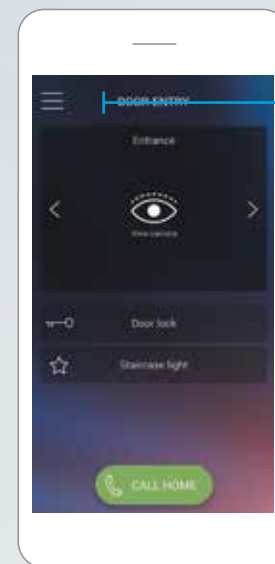 DOOR ENTRY
Entrance
View camera
Door lock
Staircase light
CALL HOME